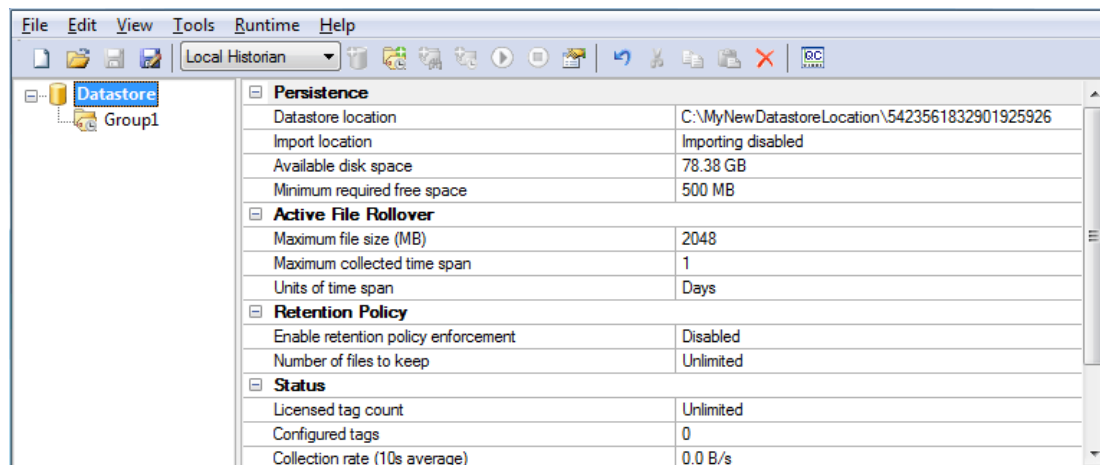 File Edit View Tools Runtime Help
Local Historian
QC
Datastore
Group1
Persistence
Datastore location C:\MyNewDatastoreLocation\5423561832901925926
Import location Importing disabled
Available disk space 78.38 GB
Minimum required free space 500 MB
Active File Rollover
Maximum file size (MB) 2048
Maximum collected time span 1
Units of time span Days
Retention Policy
Enable retention policy enforcement Disabled
Number of files to keep Unlimited
Status
Licensed tag count Unlimited
Configured tags 0
Collection rate (10s average) 0.0 B/s